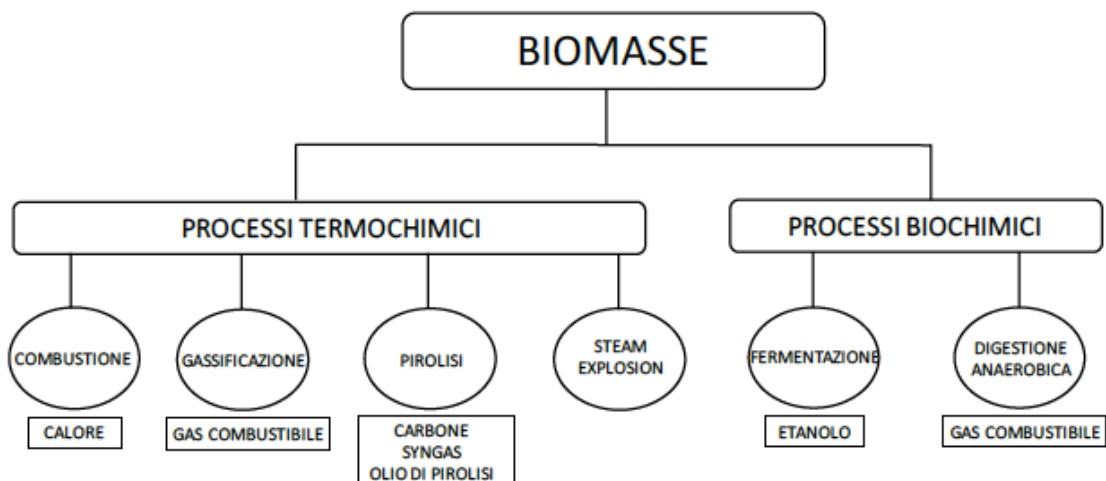 BIOMASSE
PROCESSI TERMOCHIMICI
PROCESSI BIOCHIMICI
COMBUSTIONE
GASSIFICAZIONE
PIROLISI
STEAM
EXPLOSION
FERMENTAZIONE
DIGESTIONE
ANAEROBICA
CALORE
GAS COMBUSTIBILE
CARBONE
SYNGAS
OLIO DI PIROLISI
ETANOLO
GAS COMBUSTIBILE